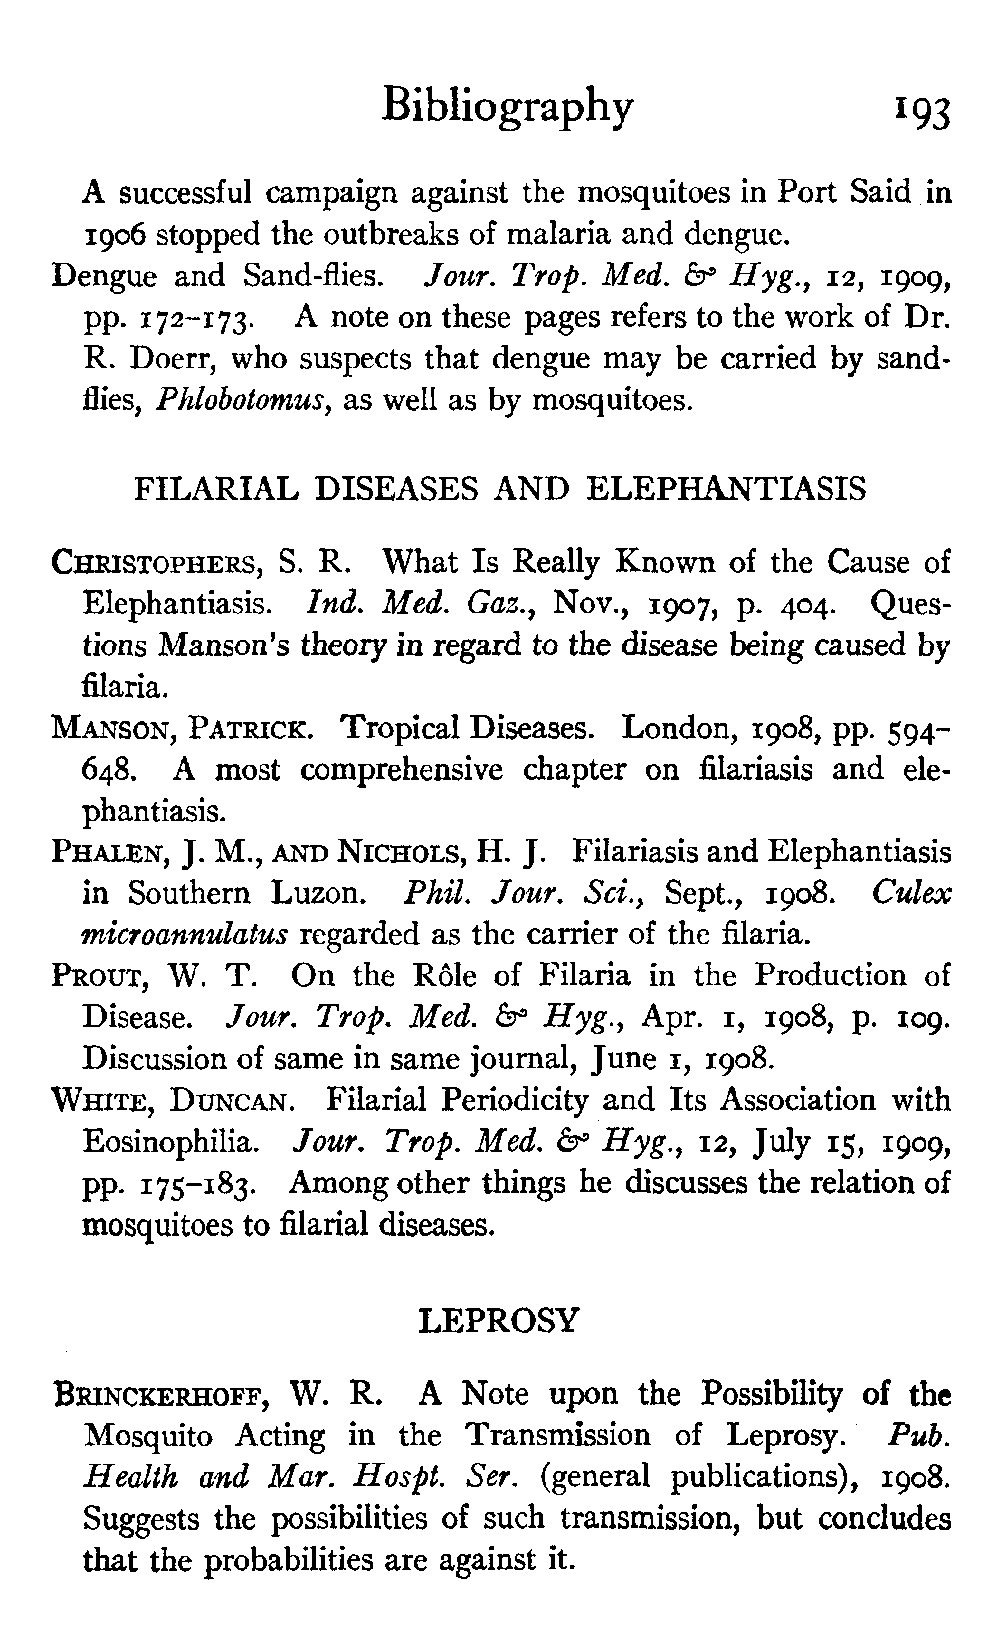 Bibliography 193
A successful campaign against the mosquitoes in Port Said in
1906 stopped the outbreaks of malaria and dengue.
Dengue and Sand-flies. Jour. Trop. Med. & Hyg., 12, 1909,
pp. 172–173. A note on these pages refers to the work of Dr.
R. Doerr, who suspects that dengue may be carried by sand-
flies, Phlobotomus, as well as by mosquitoes.
FILARIAL DISEASES AND ELEPHANTIASIS
CHRISTOPHERS, S. R. What Is Really Known of the Cause of
Elephantiasis. Ind. Med. Gaz., Nov., 1907, p. 404. Ques-
tions Manson's theory in regard to the disease being caused by
filaria.
MANSON, PATRICK. Tropical Diseases. London, 1908, pp. 594–
648. A most comprehensive chapter on filariasis and ele-
phantiasis.
PHALEN, J. M., AND NICHOLS, H. J. Filariasis and Elephantiasis
in Southern Luzon. Phil. Jour. Sci., Sept., 1908. Culex
microannulatus regarded as the carrier of the filaria.
PROUT, W. T. On the Rôle of Filaria in the Production of
Disease. Jour. Trop. Med. & Hyg., Apr. 1, 1908, p. 109.
Discussion of same in same journal, June 1, 1908.
WHITE, DUNCAN. Filarial Periodicity and Its Association with
Eosinophilia. Jour. Trop. Med. & Hyg., 12, July 15, 1909,
pp. 175–183. Among other things he discusses the relation of
mosquitoes to filarial diseases.
LEPROSY
BRINCKERHOFF, W. R. A Note upon the Possibility of the
Mosquito Acting in the Transmission of Leprosy. Pub.
Health and Mar. Hospt. Ser. (general publications), 1908.
Suggests the possibilities of such transmission, but concludes
that the probabilities are against it.